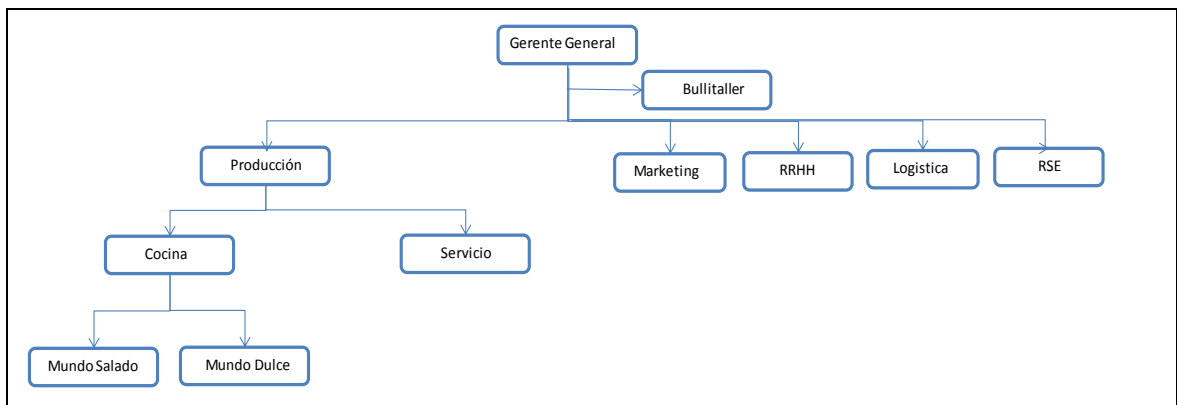 Gerente General
Bullitaller
Producción
Marketing
RRHH
Logistica
RSE
Cocina
Servicio
Mundo Salado
Mundo Dulce